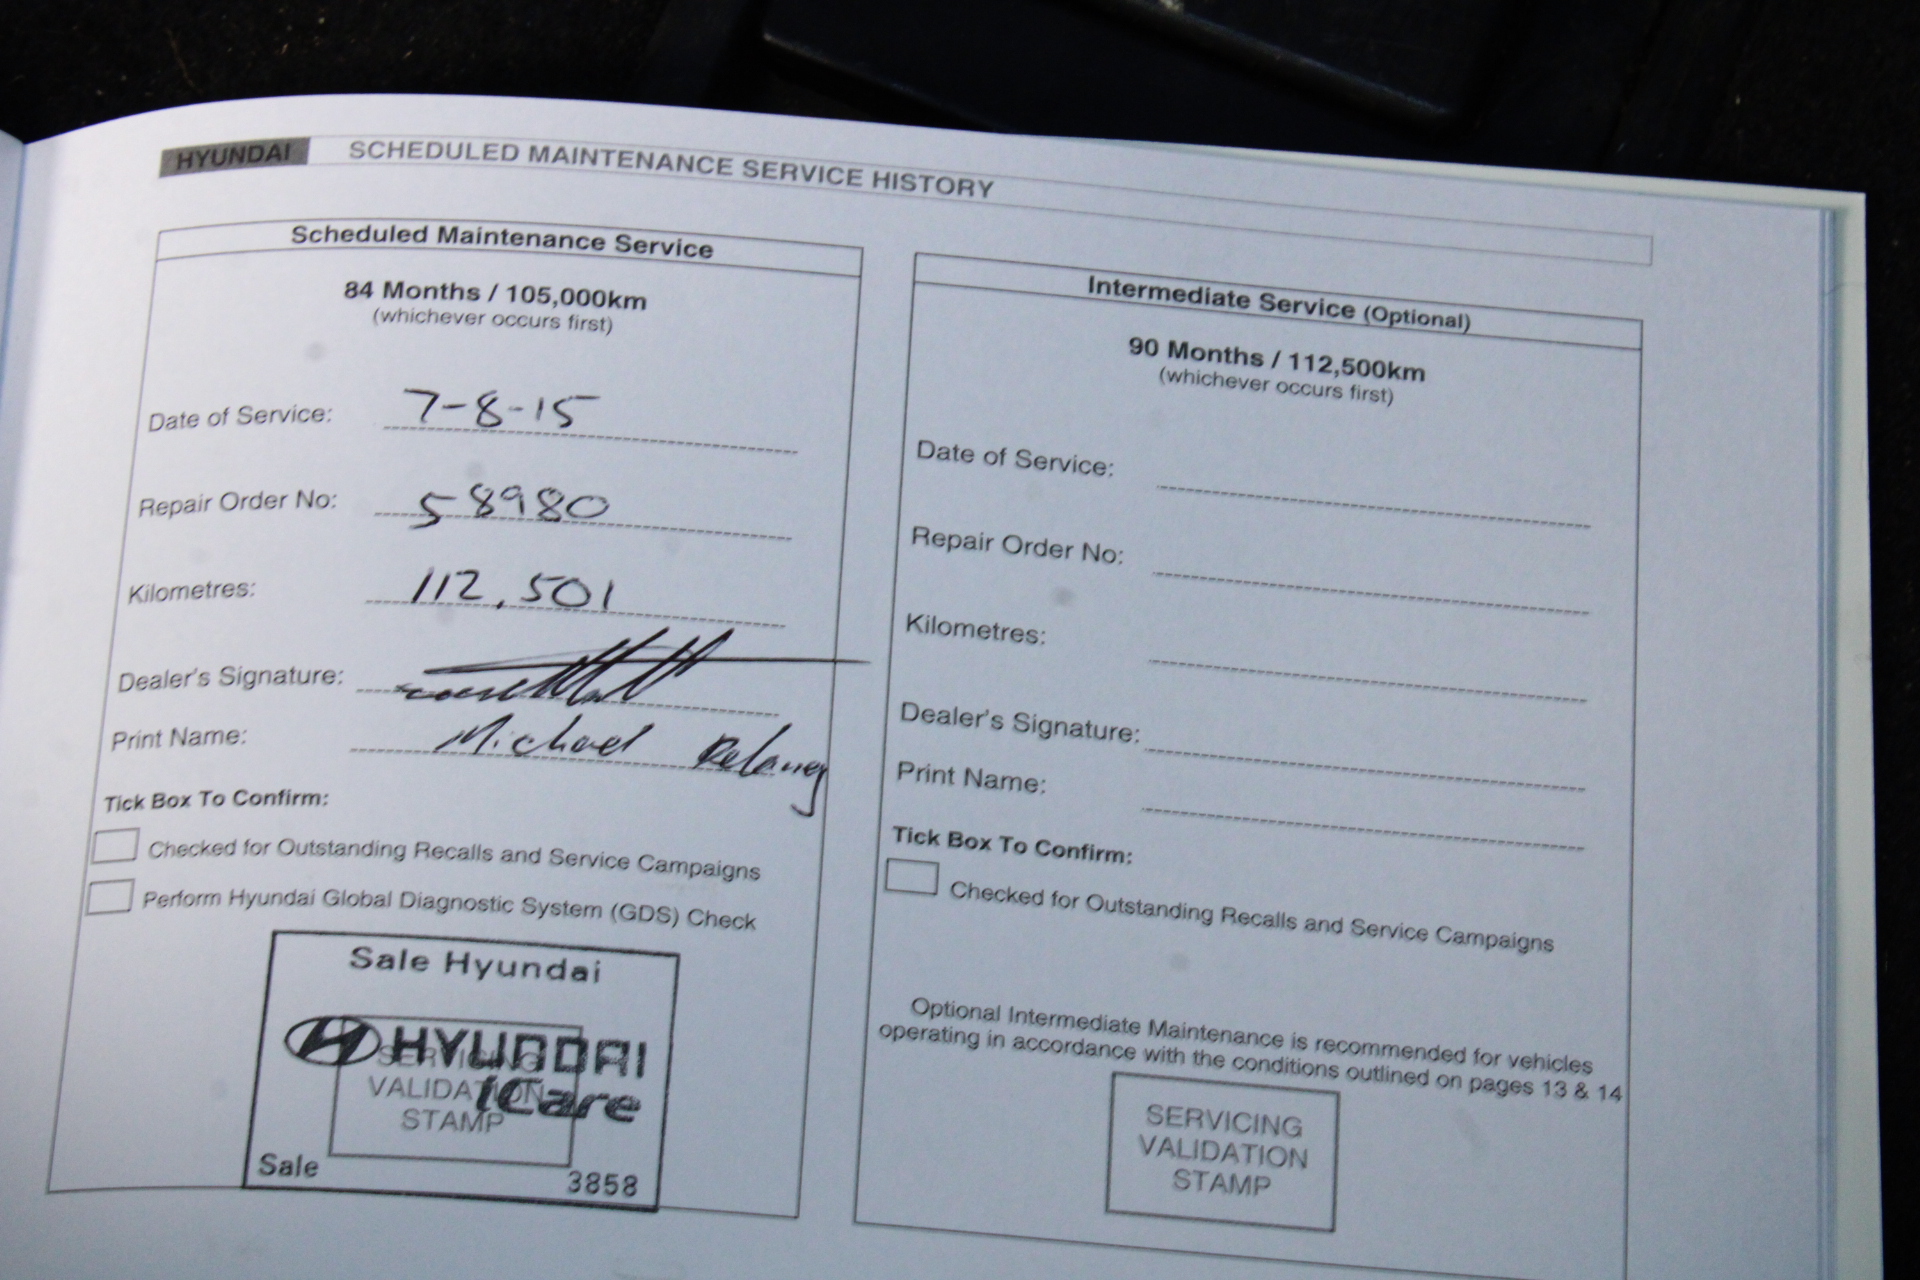 HYUNDAI SCHEDULED MAINTENANCE SERVICE HISTORY
Scheduled Maintenance Service
84 Months / 105,000km
(whichever occurs first)
Date of Service: 7-8-15
Repair Order No: 58980
Kilometres: 112,501
Dealer's Signature:
Print Name: Michael Delaney
Tick Box To Confirm:
Checked for Outstanding Recalls and Service Campaigns
Perform Hyundai Global Diagnostic System (GDS) Check
Sale Hyundai
HYUNDAI
iCare
SERVICING
VALIDATION
STAMP
Sale 3858
Intermediate Service (Optional)
90 Months / 112,500km
(whichever occurs first)
Date of Service:
Repair Order No:
Kilometres:
Dealer's Signature:
Print Name:
Tick Box To Confirm:
Checked for Outstanding Recalls and Service Campaigns
Optional Intermediate Maintenance is recommended for vehicles
operating in accordance with the conditions outlined on pages 13 & 14
SERVICING
VALIDATION
STAMP